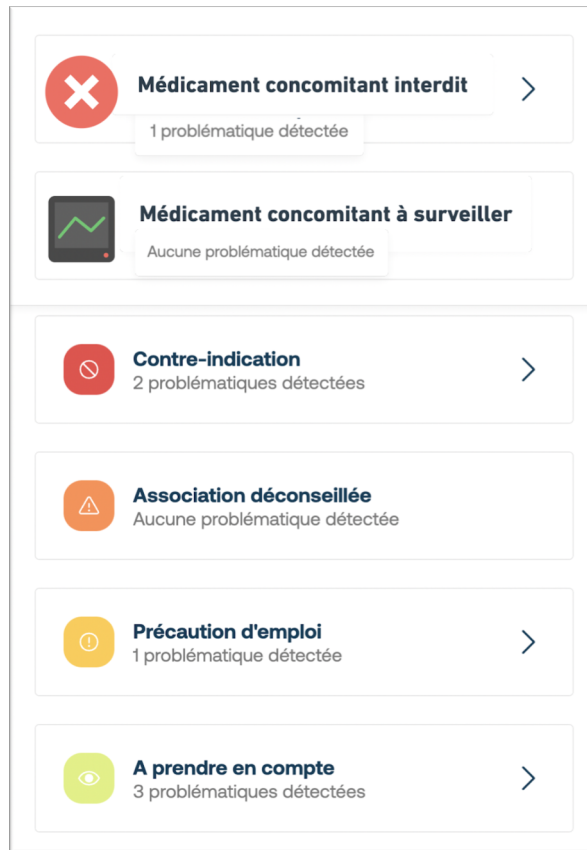 Médicament concomitant interdit
1 problématique détectée
Médicament concomitant à surveiller
Aucune problématique détectée
Contre-indication
2 problématiques détectées
Association déconseillée
Aucune problématique détectée
Précaution d'emploi
1 problématique détectée
A prendre en compte
3 problématiques détectées